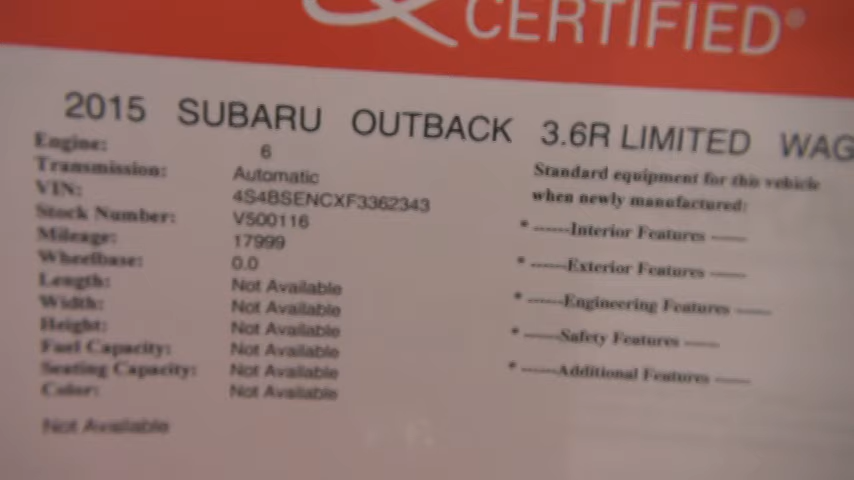 CERTIFIED®
2015 SUBARU OUTBACK 3.6R LIMITED WAG
Engine: 6
Transmission: Automatic
VIN: 4S4BSENCXF3362343
Stock Number: V500116
Mileage: 17999
Wheelbase: 0.0
Length: Not Available
Width: Not Available
Height: Not Available
Fuel Capacity: Not Available
Seating Capacity: Not Available
Color: Not Available
Not Available
Standard equipment for this vehicle
when newly manufactured:
* ------Interior Features ------
* ------Exterior Features ------
* ------Engineering Features ------
* ------Safety Features ------
* ------Additional Features ------